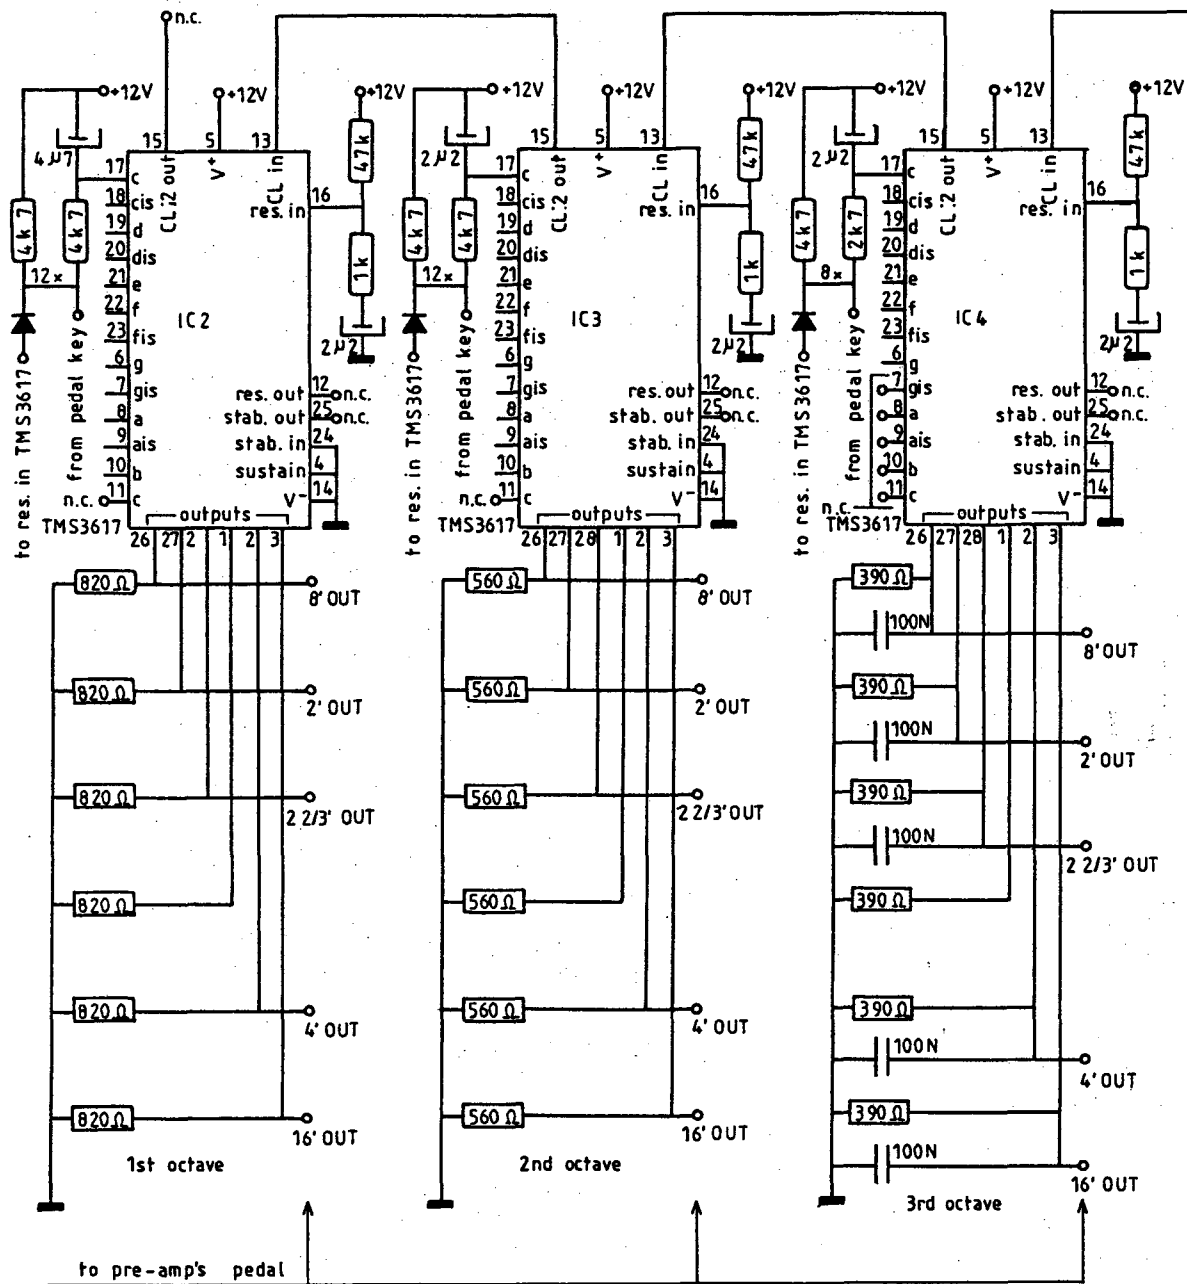 n.c.
+12V +12V +12V +12V +12V +12V +12V +12V +12V
4µ7 15 5 13 47k 2µ2 15 5 13 47k 2µ2 15 5 13 47k
17 c CL:2 out V+ CL in 17 c CL:2 out V+ CL in 17 c CL:2 out V+ CL in
18 cis 16 res. in 18 cis 16 res. in 18 cis 16 res. in
4k7 4k7 19 d 4k7 4k7 19 d 4k7 2k7 19 d
20 dis 1k 20 dis 1k 20 dis 1k
12x 21 e 12x 21 e 8x 21 e
22 f IC2 22 f IC3 22 f IC4
23 fis 2µ2 23 fis 2µ2 23 fis 2µ2
6 g 6 g 6 g
7 gis res. out 12 n.c. 7 gis res. out 12 n.c. 7 gis res. out 12 n.c.
8 a stab. out 25 n.c. 8 a stab. out 25 n.c. 8 a stab. out 25 n.c.
9 ais stab. in 24 9 ais stab. in 24 9 ais stab. in 24
10 b sustain 4 10 b sustain 4 10 b sustain 4
n.c. 11 c V- 14 n.c. 11 c V- 14 n.c. 11 c V- 14
to res. in TMS3617 from pedal key to res. in TMS3617 from pedal key to res. in TMS3617 from pedal key
TMS3617 outputs TMS3617 outputs TMS3617 outputs
26 27 2 1 2 3 26 27 28 1 2 3 26 27 28 1 2 3
820Ω 8' OUT 560Ω 8' OUT 390Ω
100N 8' OUT
820Ω 2' OUT 560Ω 2' OUT 390Ω
100N 2' OUT
820Ω 2 2/3' OUT 560Ω 2 2/3' OUT 390Ω
100N 2 2/3' OUT
820Ω 560Ω 390Ω
820Ω 4' OUT 560Ω 4' OUT 390Ω
100N 4' OUT
820Ω 16' OUT 560Ω 16' OUT 390Ω
100N 16' OUT
1st octave 2nd octave 3rd octave
to pre-amp's pedal